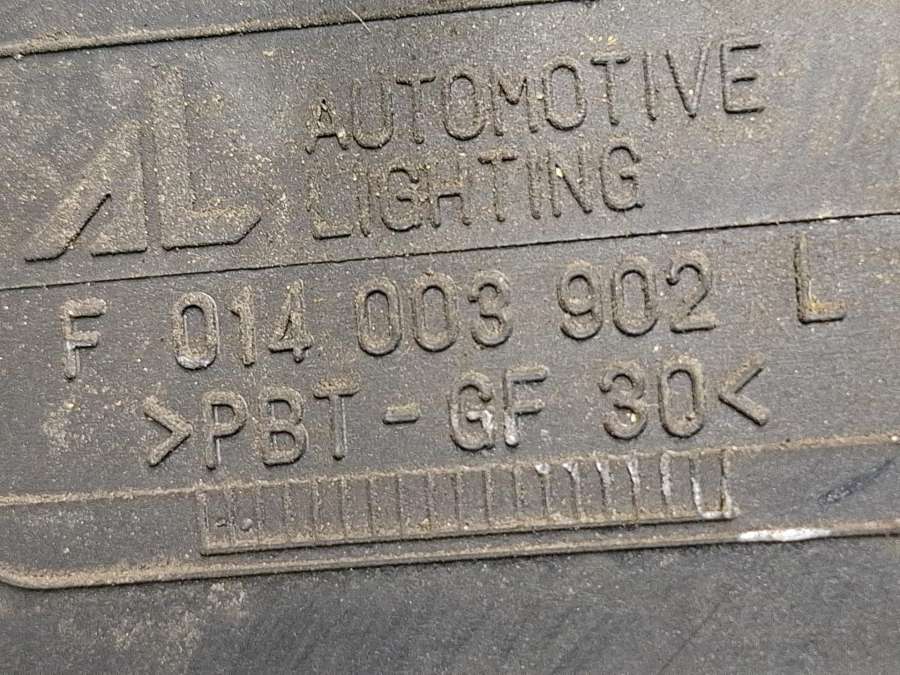 AL AUTOMOTIVE
LIGHTING
F 014 003 902 L
>PBT-GF 30<